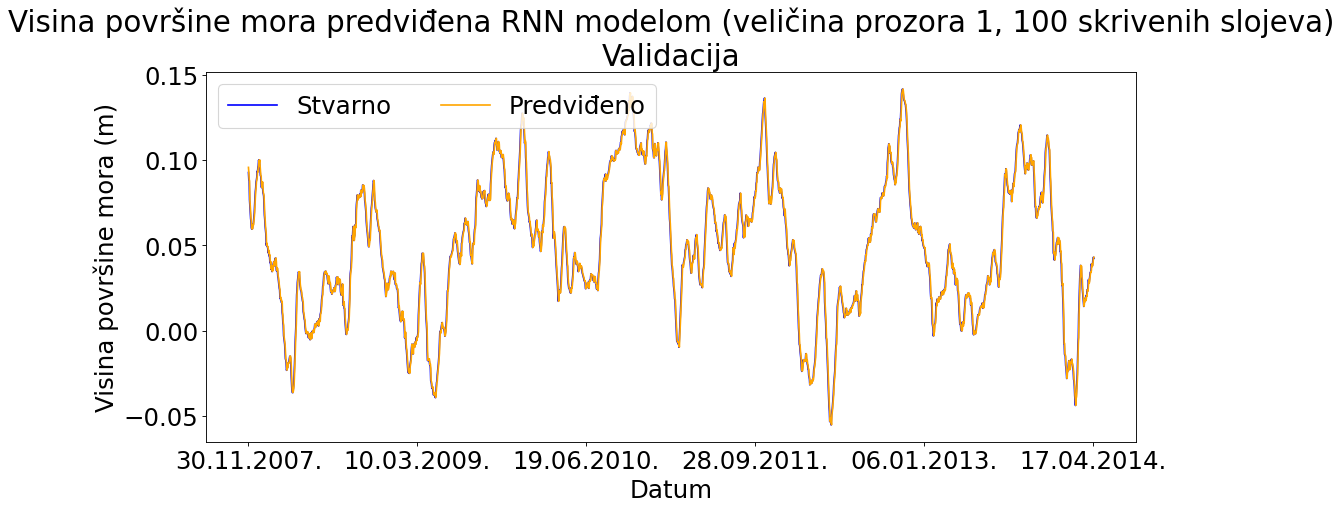 Visina površine mora predviđena RNN modelom (veličina prozora 1, 100 skrivenih slojeva)
Validacija
Stvarno Predviđeno
Visina površine mora (m)
0.15
0.10
0.05
0.00
−0.05
30.11.2007. 10.03.2009. 19.06.2010. 28.09.2011. 06.01.2013. 17.04.2014.
Datum